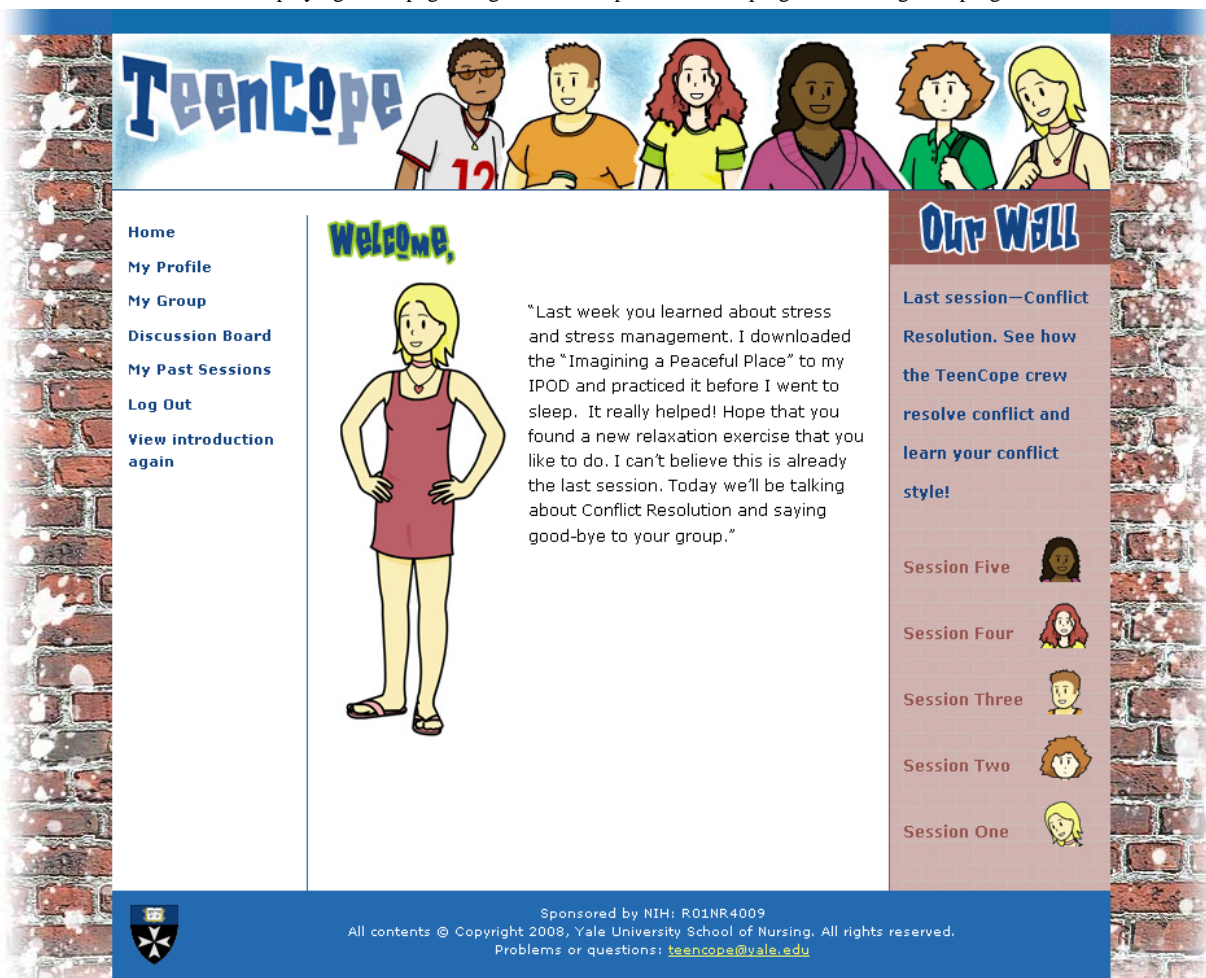 TeenCope
12
Home
My Profile
My Group
Discussion Board
My Past Sessions
Log Out
View introduction
again
Welcome,
“Last week you learned about stress
and stress management. I downloaded
the “Imagining a Peaceful Place” to my
IPOD and practiced it before I went to
sleep.  It really helped! Hope that you
found a new relaxation exercise that you
like to do. I can’t believe this is already
the last session. Today we’ll be talking
about Conflict Resolution and saying
good-bye to your group.”
Our Wall
Last session—Conflict
Resolution. See how
the TeenCope crew
resolve conflict and
learn your conflict
style!
Session Five
Session Four
Session Three
Session Two
Session One
Sponsored by NIH: R01NR4009
All contents © Copyright 2008, Yale University School of Nursing. All rights reserved.
Problems or questions: teencope@yale.edu